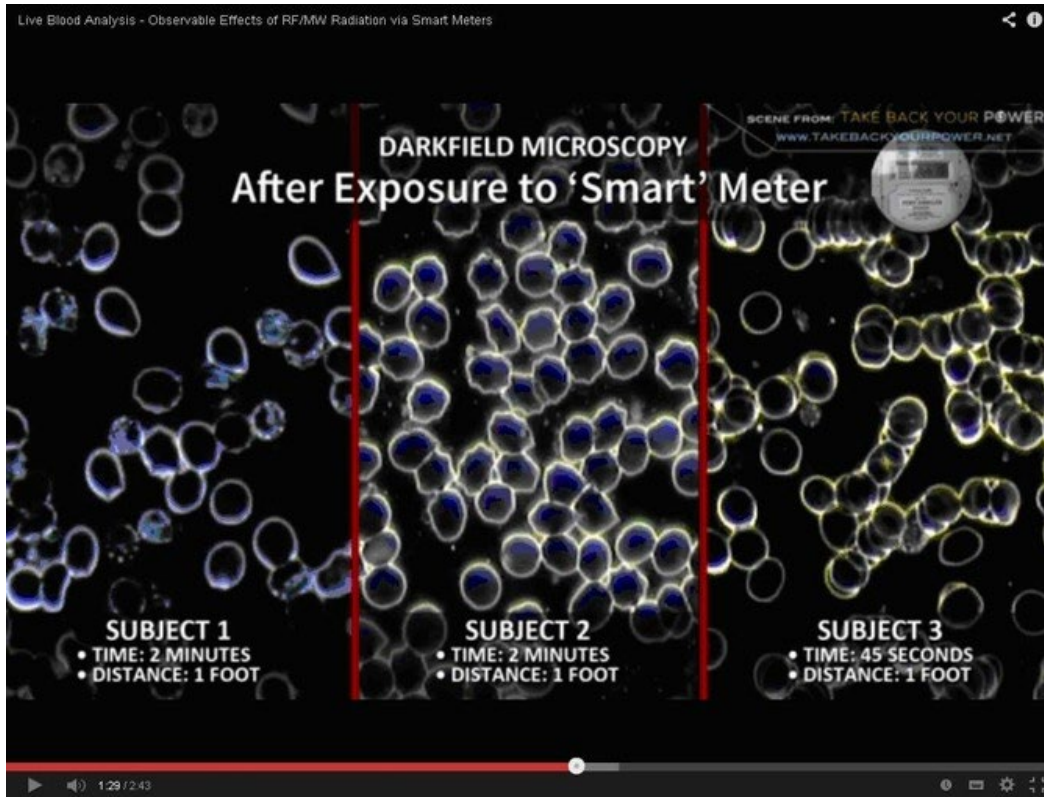 Live Blood Analysis - Observable Effects of RF/MW Radiation via Smart Meters
SCENE FROM: TAKE BACK YOUR POWER
WWW.TAKEBACKYOURPOWER.NET
DARKFIELD MICROSCOPY
After Exposure to 'Smart' Meter
SUBJECT 1
• TIME: 2 MINUTES
• DISTANCE: 1 FOOT
SUBJECT 2
• TIME: 2 MINUTES
• DISTANCE: 1 FOOT
SUBJECT 3
• TIME: 45 SECONDS
• DISTANCE: 1 FOOT
1:29 / 2:43